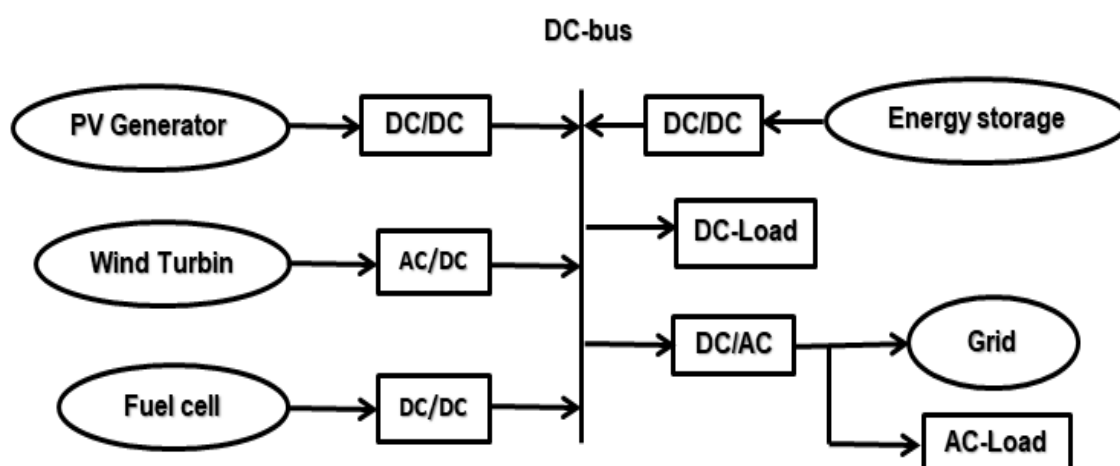 DC-bus
PV Generator
DC/DC
DC/DC
Energy storage
DC-Load
Wind Turbin
AC/DC
DC/AC
Grid
Fuel cell
DC/DC
AC-Load